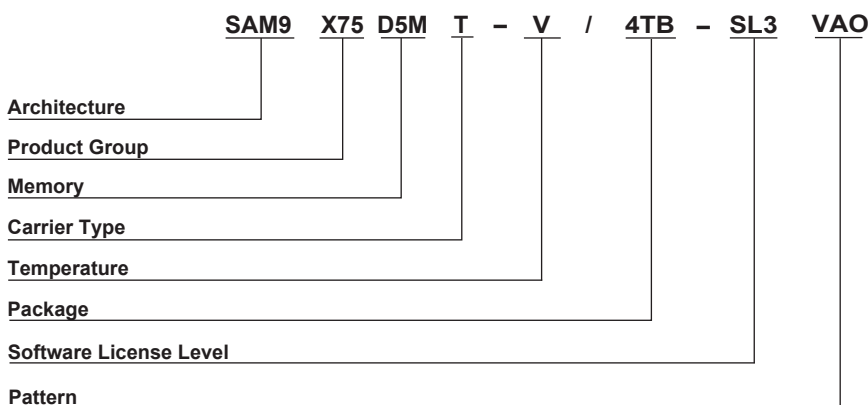 SAM9 X75 D5M T – V / 4TB – SL3 VAO
Architecture
Product Group
Memory
Carrier Type
Temperature
Package
Software License Level
Pattern